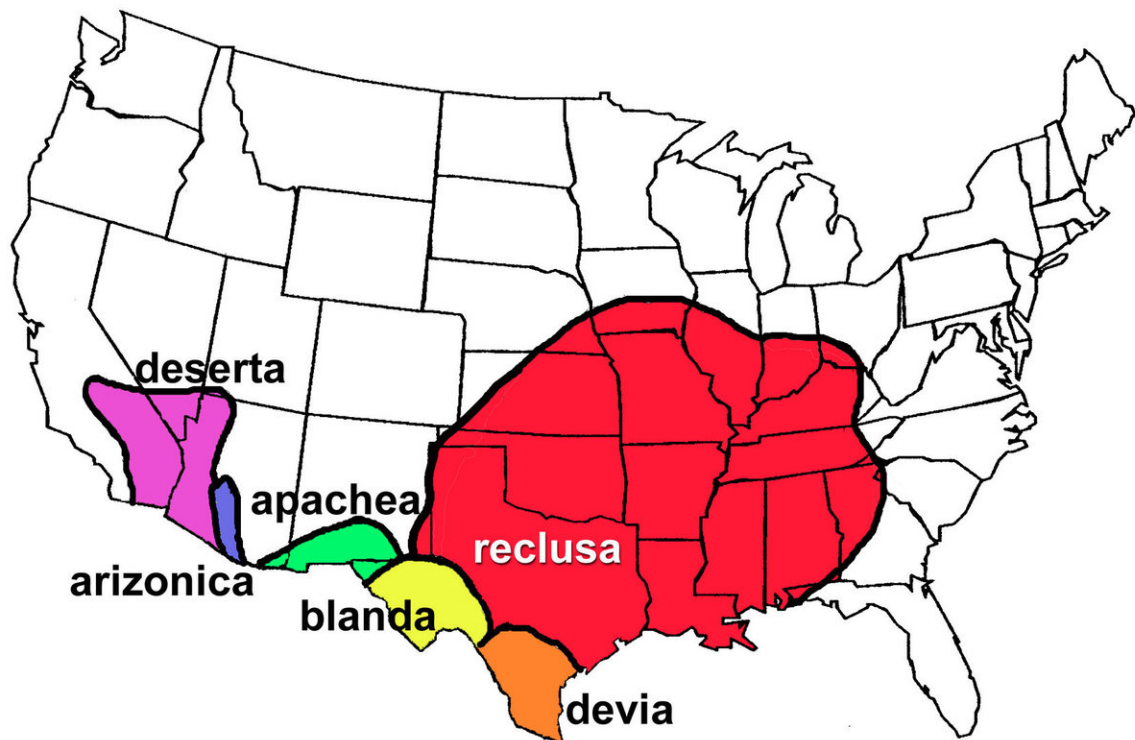 deserta
apachea
reclusa
arizonica
blanda
devia